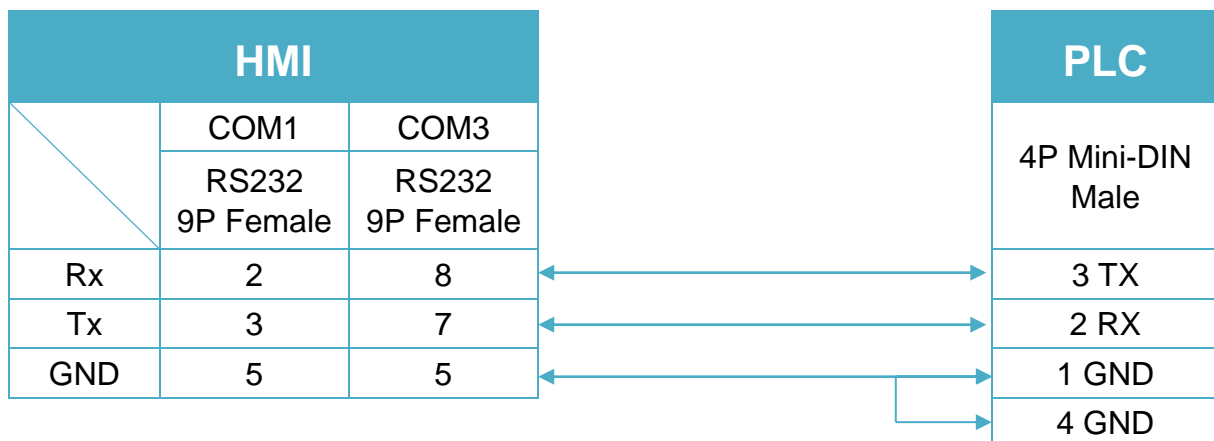 HMI
PLC
COM1
COM3
RS232
9P Female
RS232
9P Female
4P Mini-DIN
Male
Rx
2
8
3 TX
Tx
3
7
2 RX
GND
5
5
1 GND
4 GND